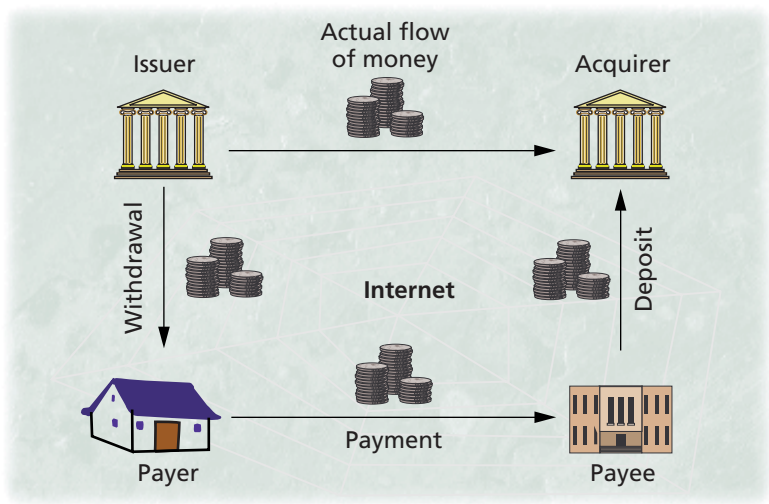 Actual flow
of money
Issuer
Acquirer
Withdrawal
Internet
Deposit
Payment
Payer
Payee